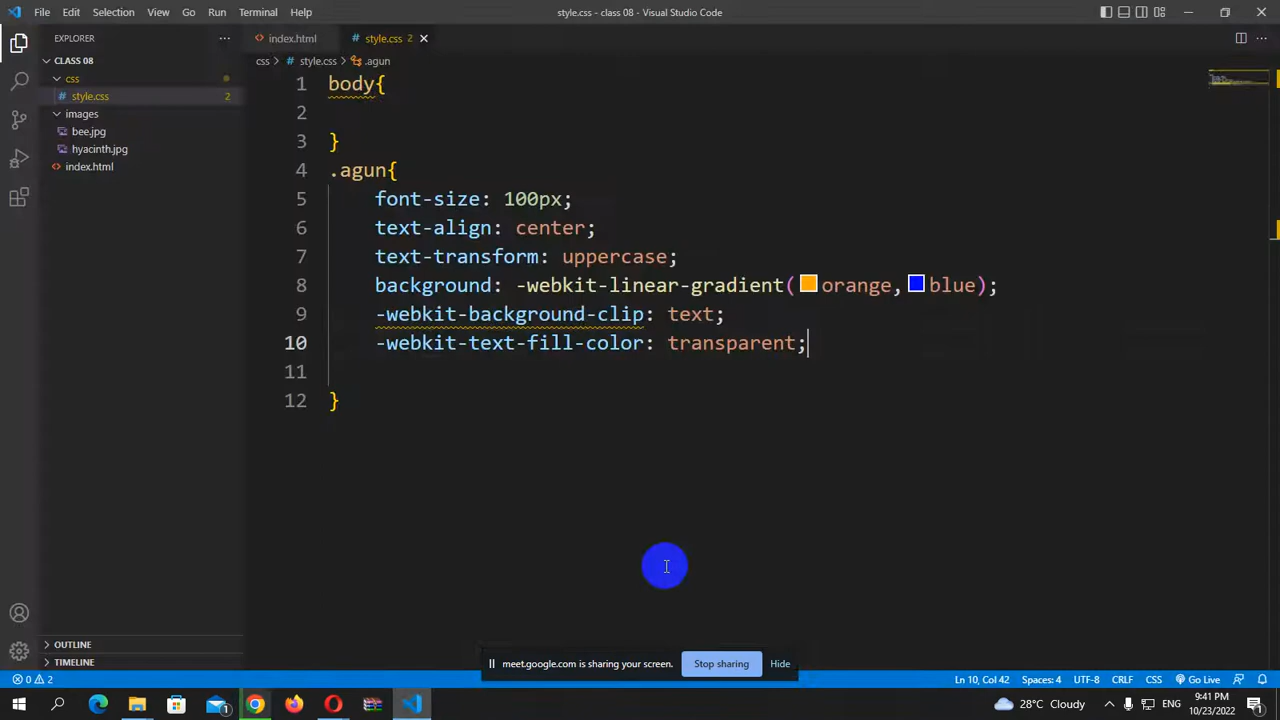 File Edit Selection View Go Run Terminal Help
style.css - class 08 - Visual Studio Code
EXPLORER
CLASS 08
css
style.css 2
images
bee.jpg
hyacinth.jpg
index.html
OUTLINE
TIMELINE
index.html
style.css 2
css > style.css > .agun
1 body{
2
3 }
4 .agun{
5 font-size: 100px;
6 text-align: center;
7 text-transform: uppercase;
8 background: -webkit-linear-gradient(orange,blue);
9 -webkit-background-clip: text;
10 -webkit-text-fill-color: transparent;
11
12 }
meet.google.com is sharing your screen. Stop sharing Hide
0 2 Ln 10, Col 42 Spaces: 4 UTF-8 CRLF CSS Go Live
1 28°C Cloudy ENG 9:41 PM
10/23/2022 1